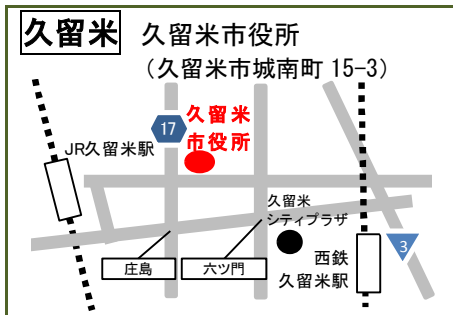 久留米 久留米市役所
（久留米市城南町 15-3）
17
久留米
市役所
JR久留米駅
久留米
シティプラザ
庄島
六ツ門
西鉄
久留米駅
3